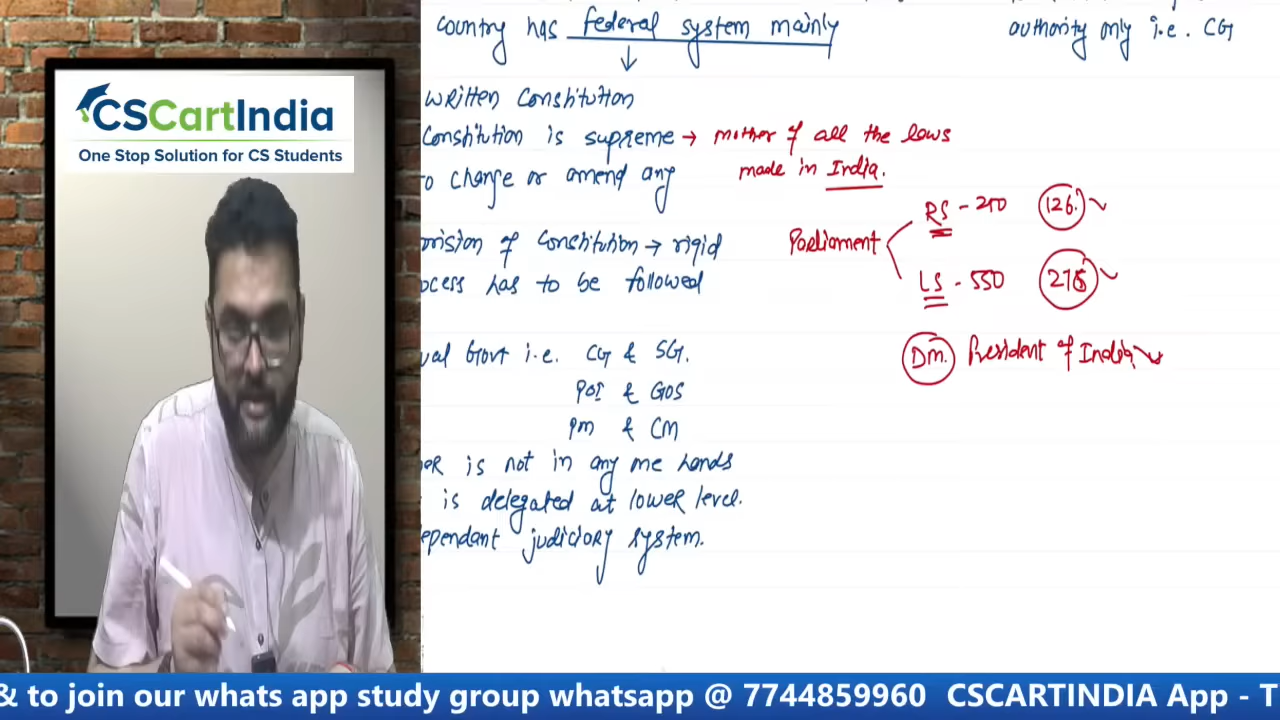 CSCartIndia
One Stop Solution for CS Students
country has federal system mainly
authority only i.e. CG
written Constitution
Constitution is supreme → mother of all the laws
made in India.
to change or amend any
provision of Constitution → rigid
process has to be followed
Parliament
RS - 250 126
LS - 550 276
Dm. President of India
Govt i.e. CG & SG.
POI & GOS
PM & CM
is not in any one hands
is delegated at lower level.
ependant judiciary system.
& to join our whats app study group whatsapp @ 7744859960 CSCARTINDIA App - T